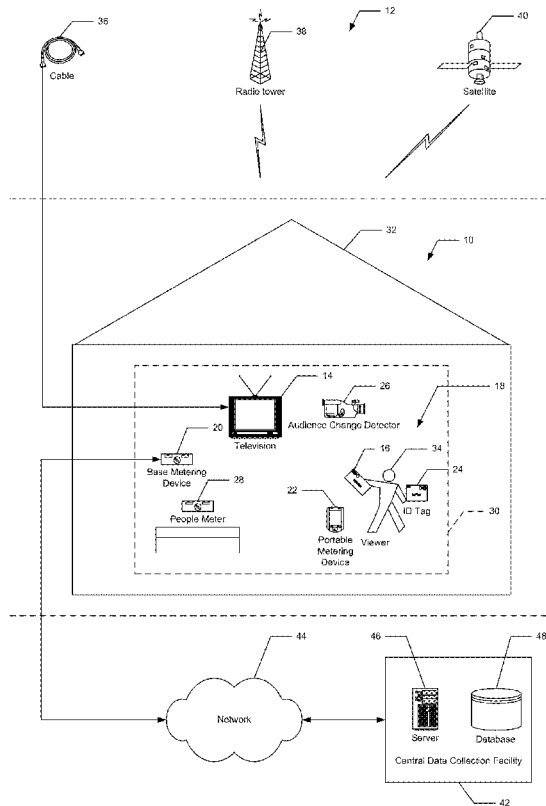 36
38
12
40
Cable
Radio tower
Satellite
32
10
14
26
18
20
Television
Audience Change Detector
16
34
24
Base Metering
Device
28
22
ID Tag
People Meter
30
Portable
Metering
Device
Viewer
44
46
48
Network
Server
Database
Central Data Collection Facility
42